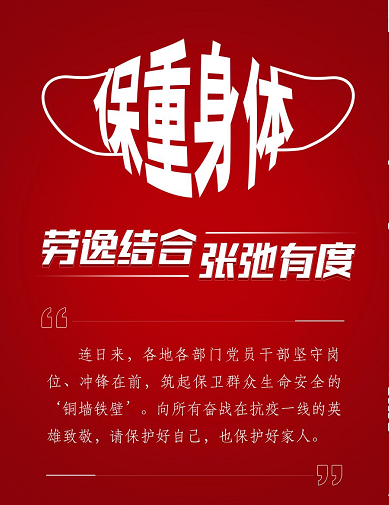 保重身体
劳逸结合 张弛有度
连日来，各地各部门党员干部坚守岗
位、冲锋在前，筑起保卫群众生命安全的
‘铜墙铁壁’。向所有奋战在抗疫一线的英
雄致敬，请保护好自己，也保护好家人。